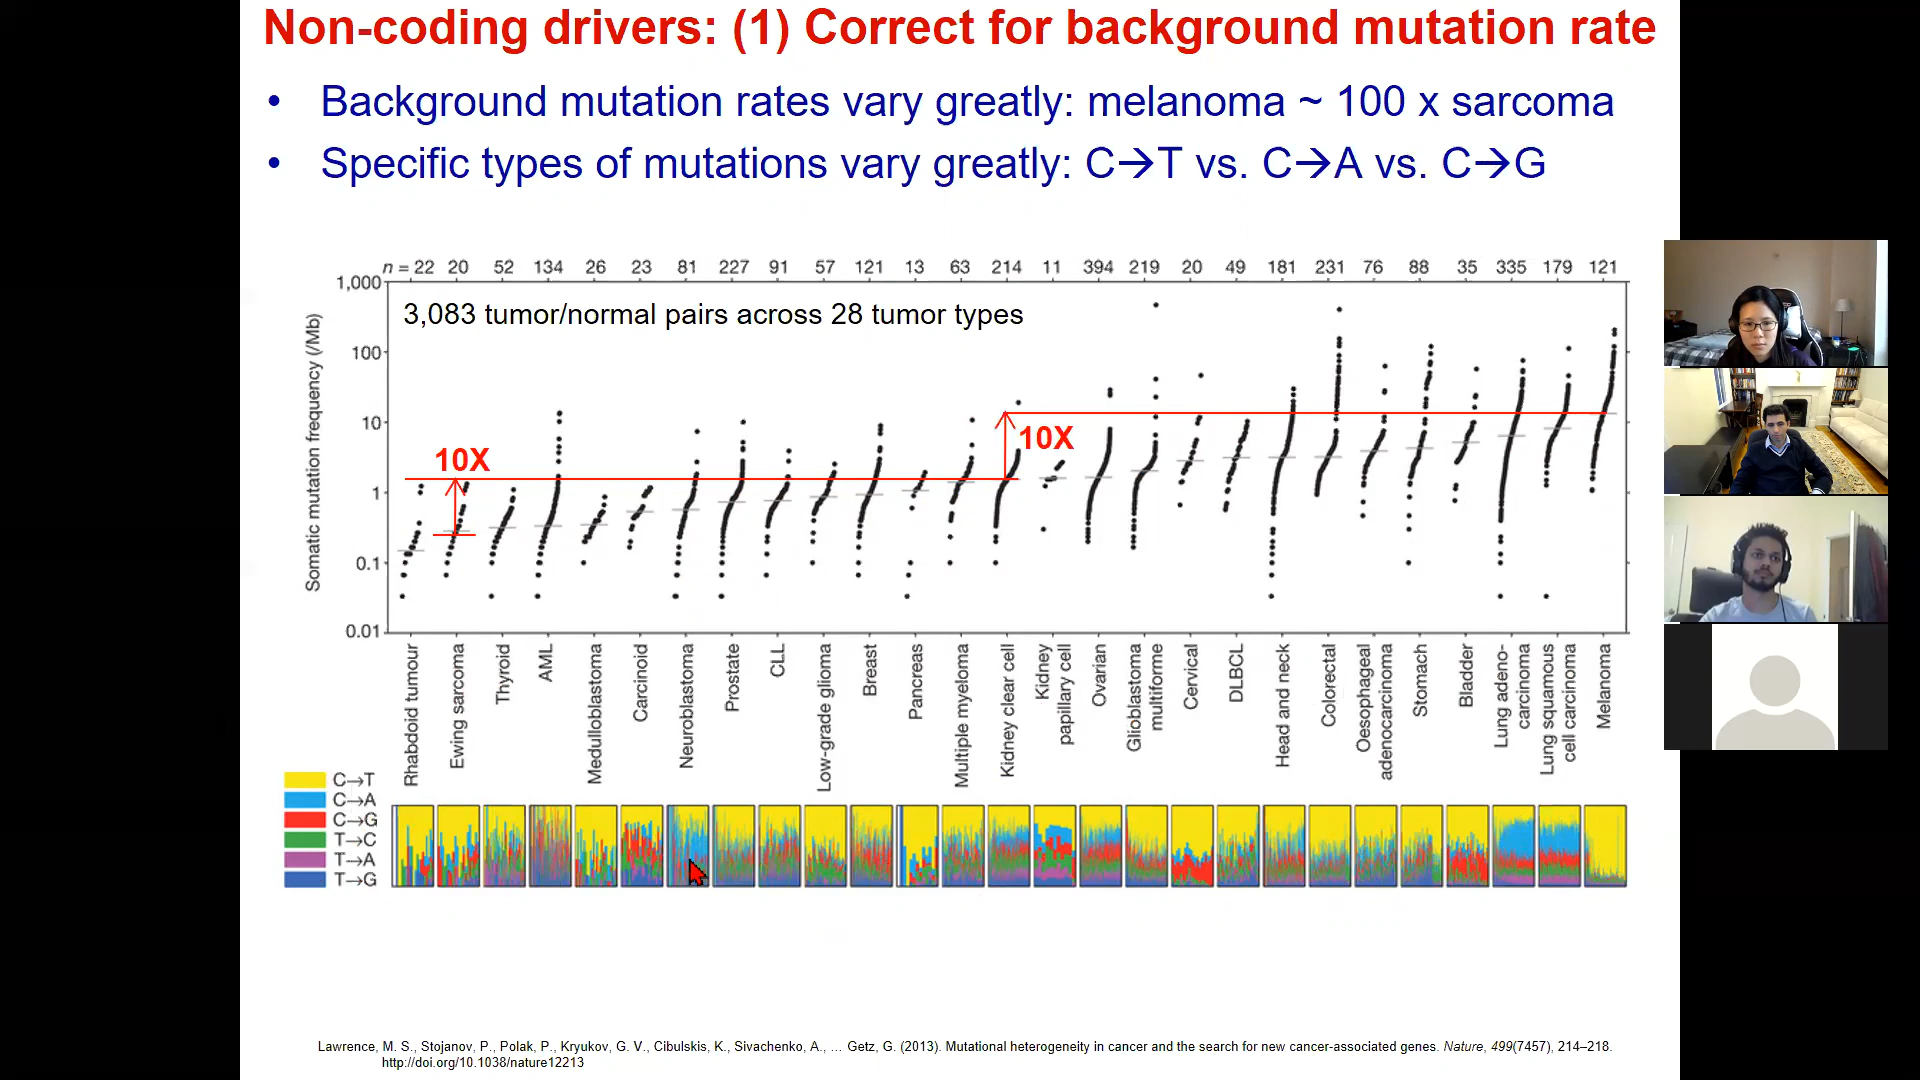 Non-coding drivers: (1) Correct for background mutation rate
• Background mutation rates vary greatly: melanoma ~ 100 x sarcoma
• Specific types of mutations vary greatly: C→T vs. C→A vs. C→G
n = 22 20 52 134 26 23 81 227 91 57 121 13 63 214 11 394 219 20 49 181 231 76 88 35 335 179 121
3,083 tumor/normal pairs across 28 tumor types
Somatic mutation frequency (/Mb)
1,000
100
10
1
0.1
0.01
10X
10X
Rhabdoid tumour
Ewing sarcoma
Thyroid
AML
Medulloblastoma
Carcinoid
Neuroblastoma
Prostate
CLL
Low-grade glioma
Breast
Pancreas
Multiple myeloma
Kidney clear cell
Kidney
papillary cell
Ovarian
Glioblastoma
multiforme
Cervical
DLBCL
Head and neck
Colorectal
Oesophageal
adenocarcinoma
Stomach
Bladder
Lung adeno-
carcinoma
Lung squamous
cell carcinoma
Melanoma
C→T
C→A
C→G
T→C
T→A
T→G
Lawrence, M. S., Stojanov, P., Polak, P., Kryukov, G. V., Cibulskis, K., Sivachenko, A., … Getz, G. (2013). Mutational heterogeneity in cancer and the search for new cancer-associated genes. Nature, 499(7457), 214–218.
http://doi.org/10.1038/nature12213